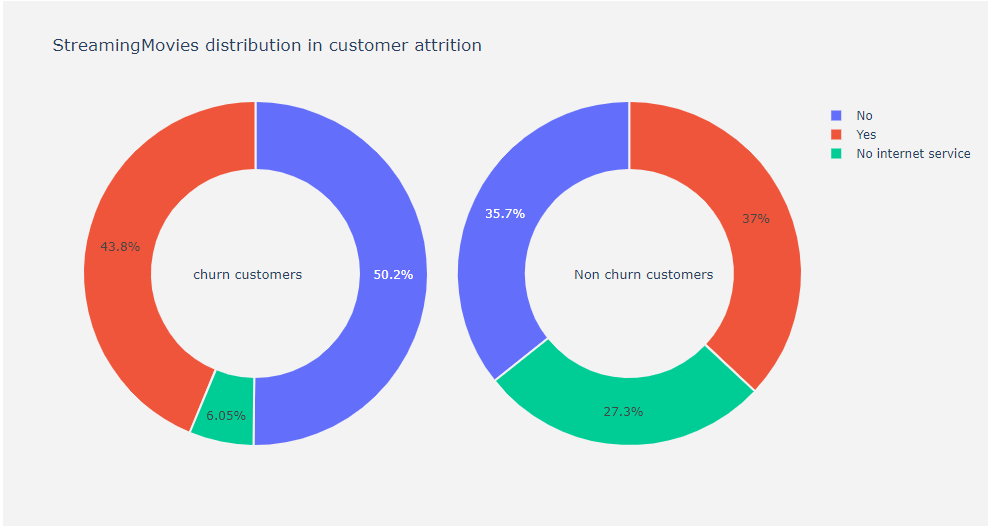 StreamingMovies distribution in customer attrition
No
Yes
No internet service
43.8%
churn customers
50.2%
6.05%
35.7%
37%
Non churn customers
27.3%